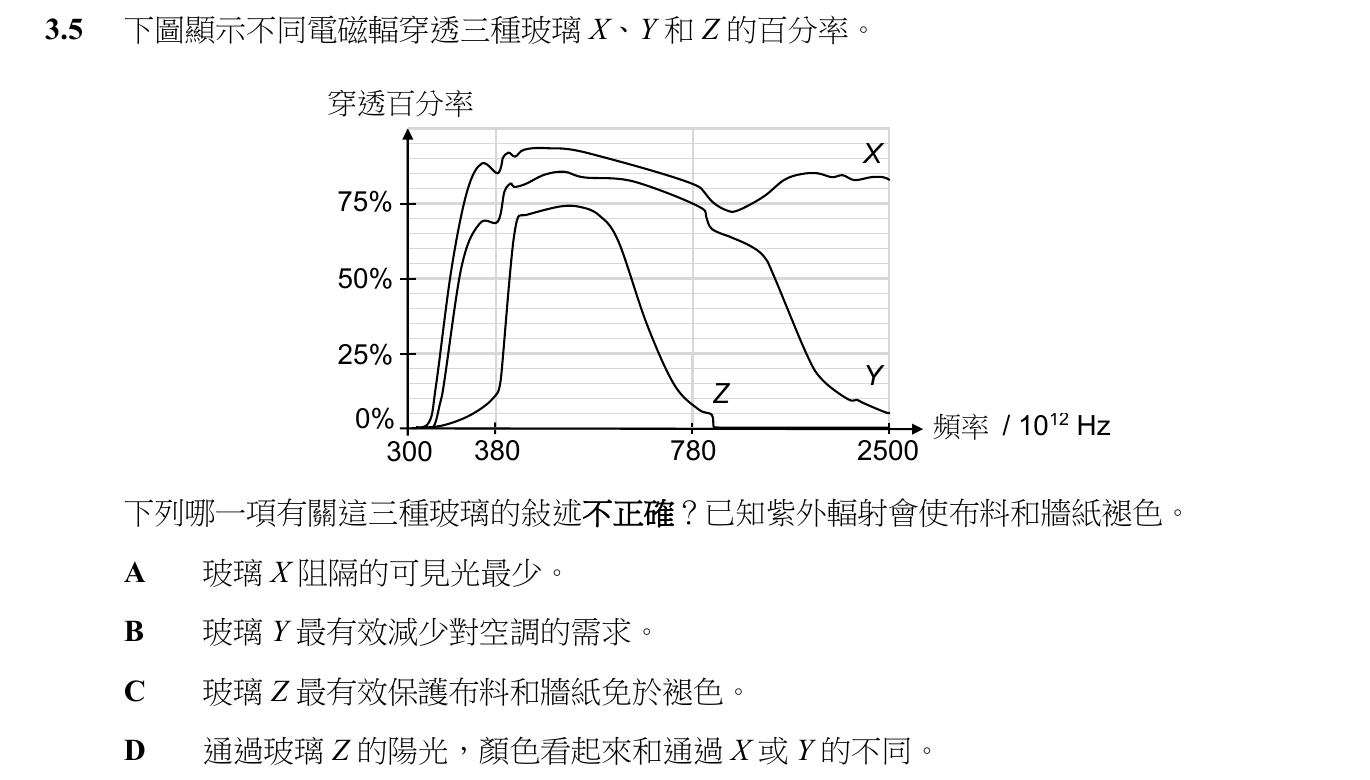 3.5 下圖顯示不同電磁輻穿透三種玻璃 X、Y 和 Z 的百分率。
穿透百分率
X
75%
50%
25%
Y
Z
0%
頻率 / 10¹² Hz
300 380 780 2500
下列哪一項有關這三種玻璃的敍述不正確？已知紫外輻射會使布料和牆紙褪色。
A 玻璃 X 阻隔的可見光最少。
B 玻璃 Y 最有效減少對空調的需求。
C 玻璃 Z 最有效保護布料和牆紙免於褪色。
D 通過玻璃 Z 的陽光，顏色看起來和通過 X 或 Y 的不同。